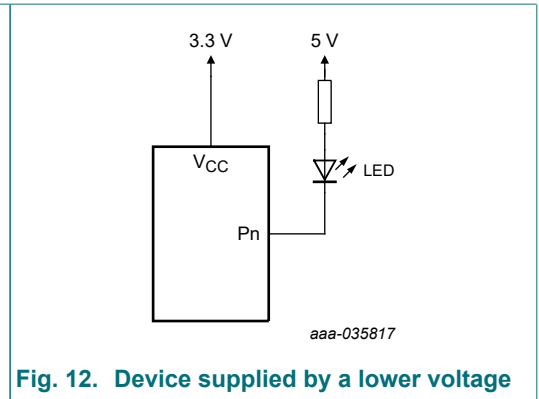 3.3 V
5 V
VCC
LED
Pn
aaa-035817
Fig. 12. Device supplied by a lower voltage